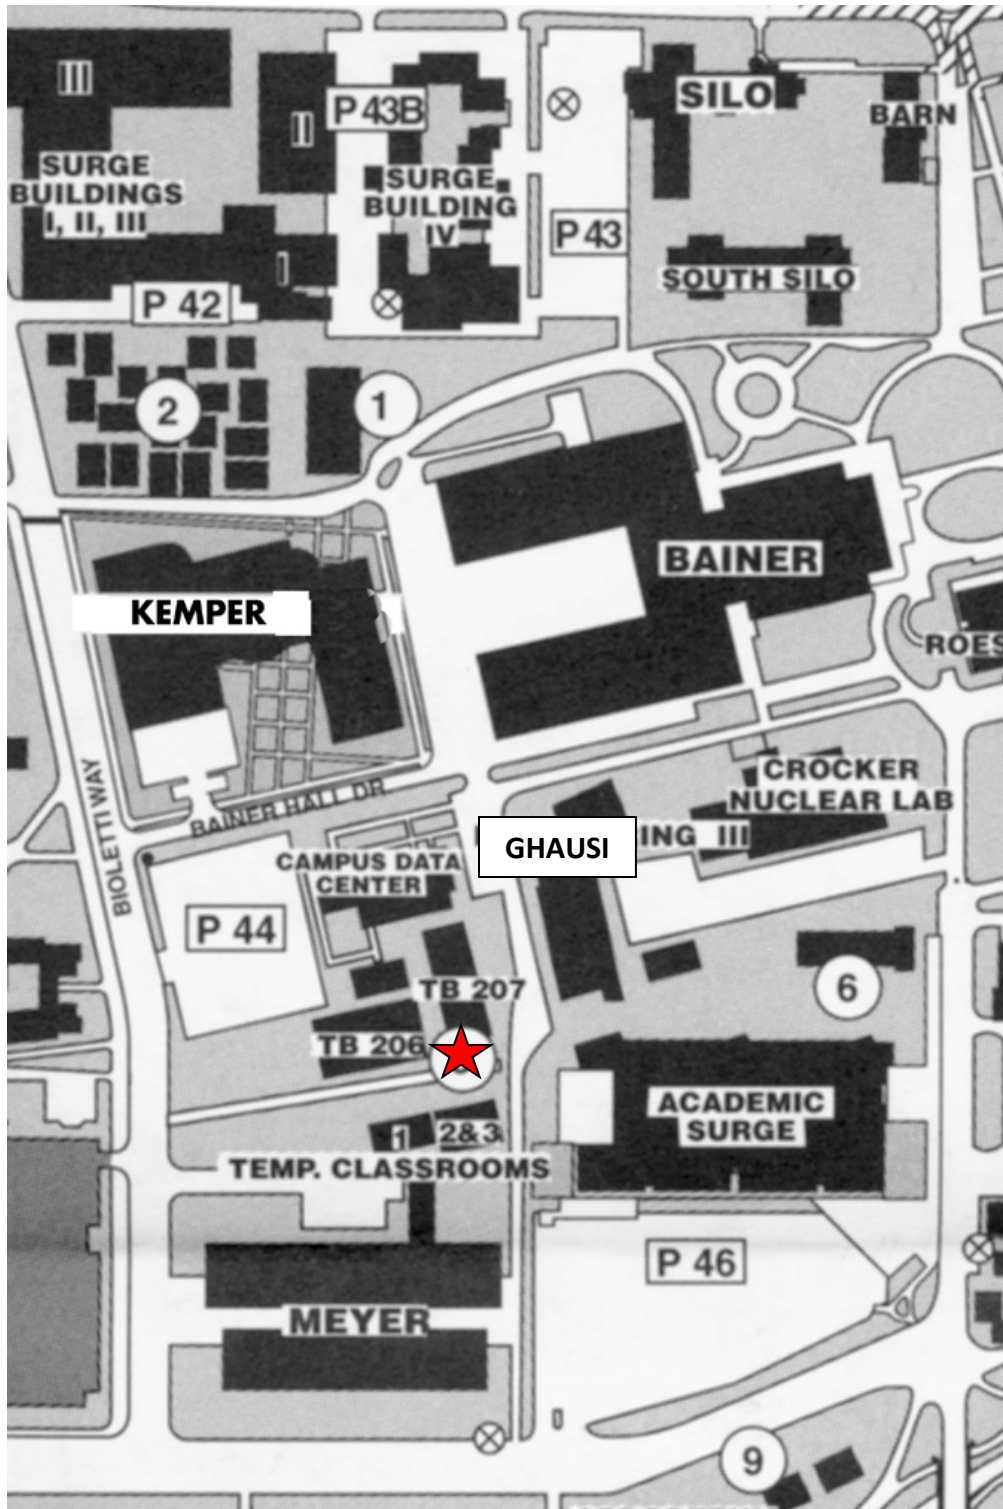 III
II
P 43B
SILO
BARN
SURGE
BUILDINGS
I, II, III
SURGE
BUILDING
IV
P 43
I
SOUTH SILO
P 42
2
1
BAINER
KEMPER
ROES
CROCKER
NUCLEAR LAB
BIOLETTI WAY
BAINER HALL DR.
GHAUSI
ING III
CAMPUS DATA
CENTER
P 44
TB 207
6
TB 206
ACADEMIC
SURGE
1
2&3
TEMP. CLASSROOMS
P 46
MEYER
9